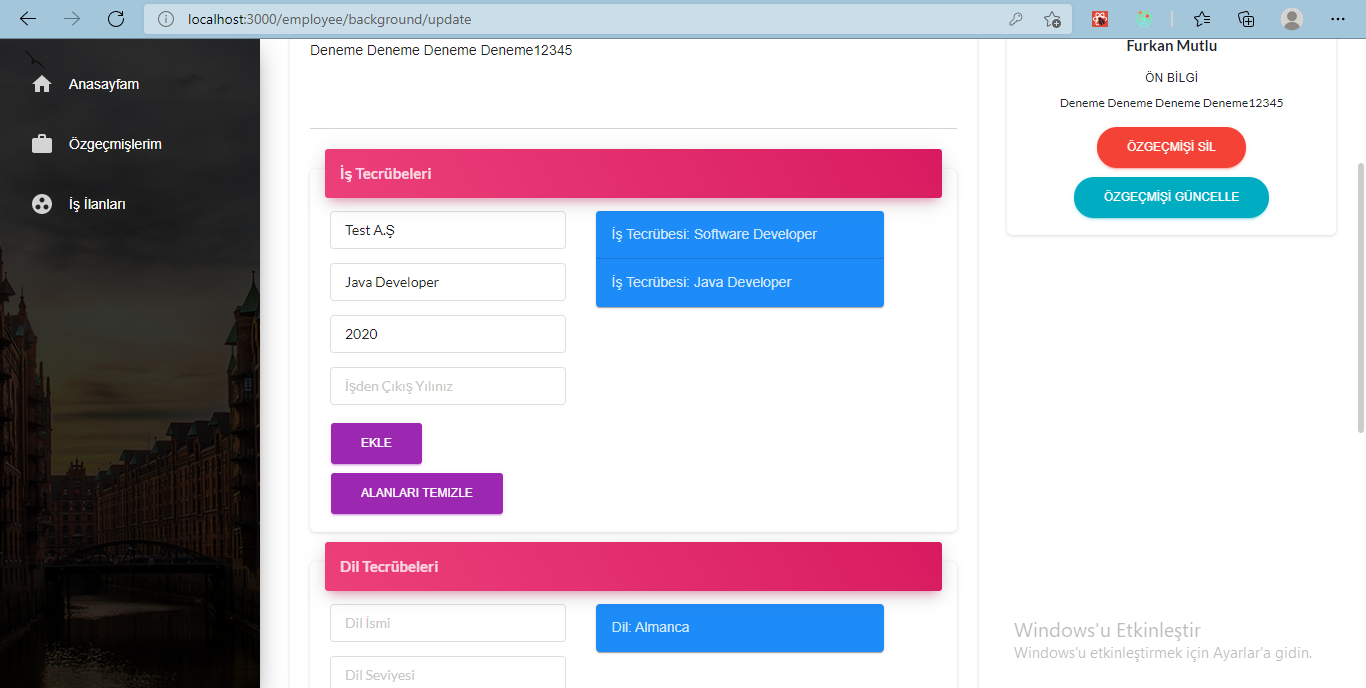 localhost:3000/employee/background/update
Anasayfam
Özgeçmişlerim
İş İlanları
Deneme Deneme Deneme Deneme12345
İş Tecrübeleri
Test A.Ş
Java Developer
2020
İşden Çıkış Yılınız
EKLE
ALANLARI TEMIZLE
İş Tecrübesi: Software Developer
İş Tecrübesi: Java Developer
Dil Tecrübeleri
Dil İsmi
Dil Seviyesi
Dil: Almanca
Furkan Mutlu
ÖN BİLGİ
Deneme Deneme Deneme Deneme12345
ÖZGEÇMİŞİ SİL
ÖZGEÇMİŞİ GÜNCELLE
Windows'u Etkinleştir
Windows'u etkinleştirmek için Ayarlar'a gidin.